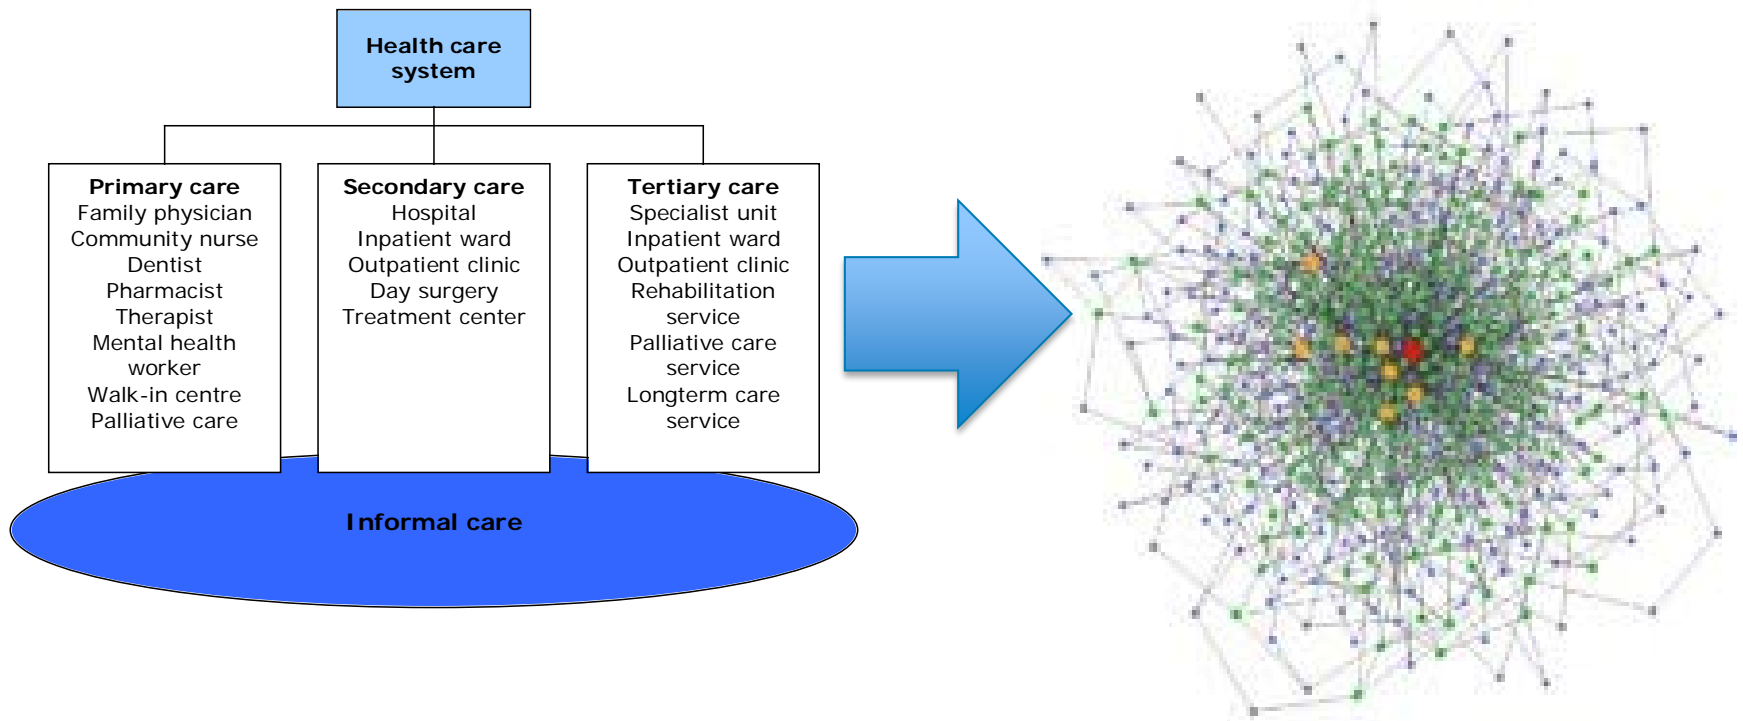 Health care
system
Primary care
Family physician
Community nurse
Dentist
Pharmacist
Therapist
Mental health
worker
Walk-in centre
Palliative care
Secondary care
Hospital
Inpatient ward
Outpatient clinic
Day surgery
Treatment center
Tertiary care
Specialist unit
Inpatient ward
Outpatient clinic
Rehabilitation
service
Palliative care
service
Longterm care
service
Informal care